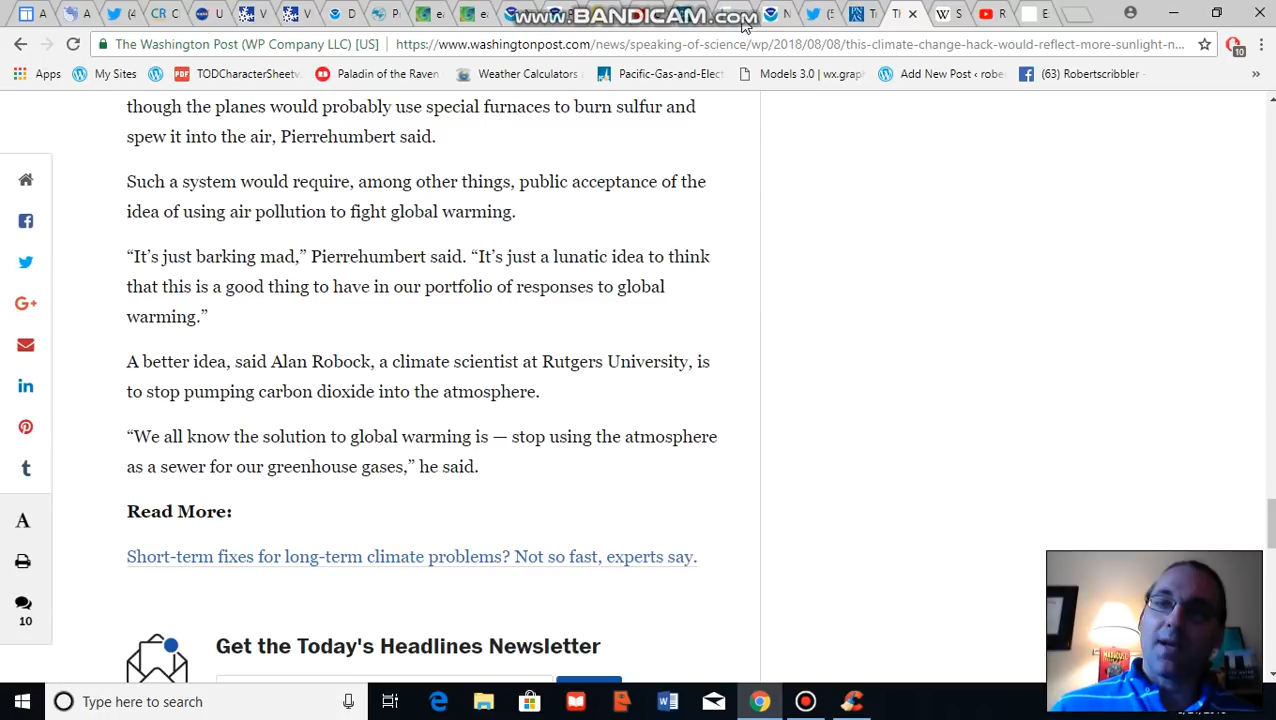 www.BANDICAM.com
The Washington Post (WP Company LLC) [US] https://www.washingtonpost.com/news/speaking-of-science/wp/2018/08/08/this-climate-change-hack-would-reflect-more-sunlight-n...
Apps My Sites TODCharacterSheetv. Paladin of the Raven Weather Calculators Pacific-Gas-and-Elect Models 3.0 | wx.graph Add New Post ‹ robe (63) Robertscribbler »
though the planes would probably use special furnaces to burn sulfur and
spew it into the air, Pierrehumbert said.
Such a system would require, among other things, public acceptance of the
idea of using air pollution to fight global warming.
“It’s just barking mad,” Pierrehumbert said. “It’s just a lunatic idea to think
that this is a good thing to have in our portfolio of responses to global
warming.”
A better idea, said Alan Robock, a climate scientist at Rutgers University, is
to stop pumping carbon dioxide into the atmosphere.
“We all know the solution to global warming is — stop using the atmosphere
as a sewer for our greenhouse gases,” he said.
Read More:
Short-term fixes for long-term climate problems? Not so fast, experts say.
10
Get the Today's Headlines Newsletter
Type here to search